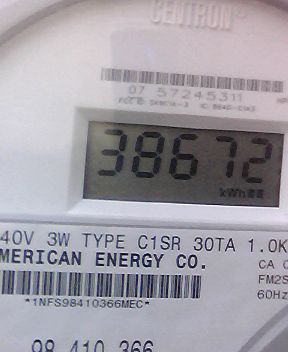 CENTRON®
07 57245311
38672
kWh
40V 3W TYPE C1SR 30TA 1.0K
MERICAN ENERGY CO.
CA 
FM2S
60Hz
*1NFS98410366MEC*
98 410 366